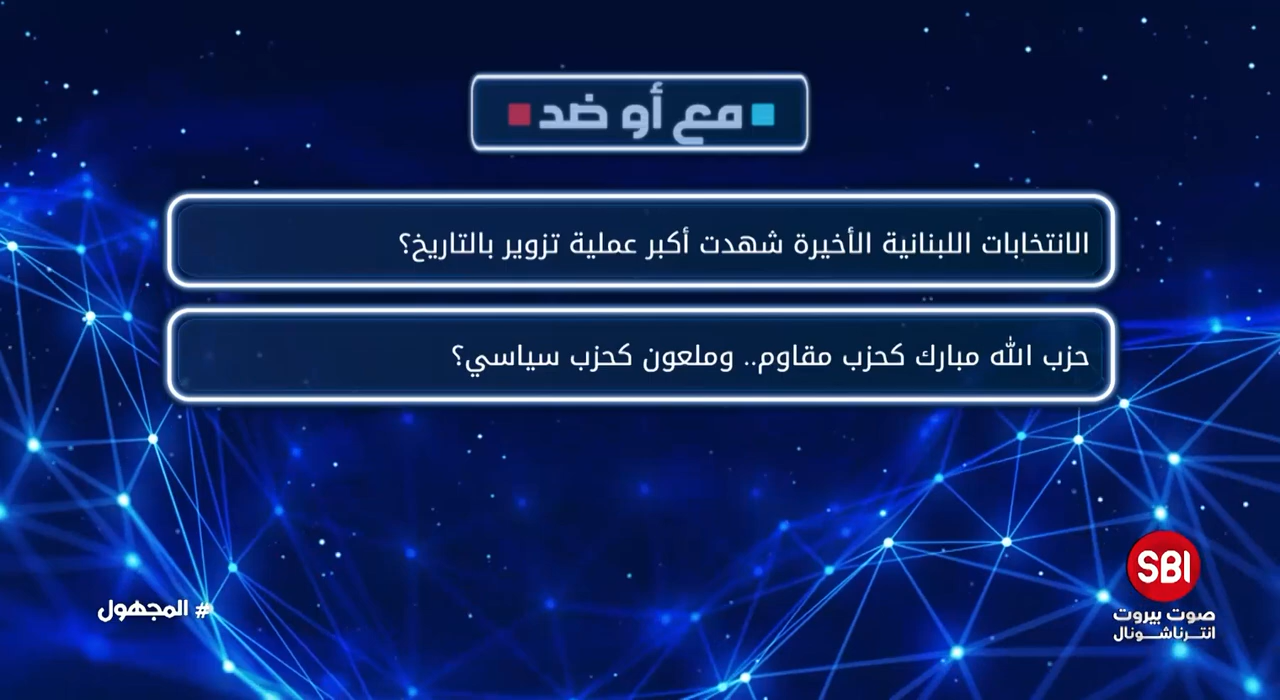 مع أو ضد
الانتخابات اللبنانية الأخيرة شهدت أكبر عملية تزوير بالتاريخ؟
حزب الله مبارك كحزب مقاوم.. وملعون كحزب سياسي؟
SBI
صوت بيروت
انترناشونال
#المجهول